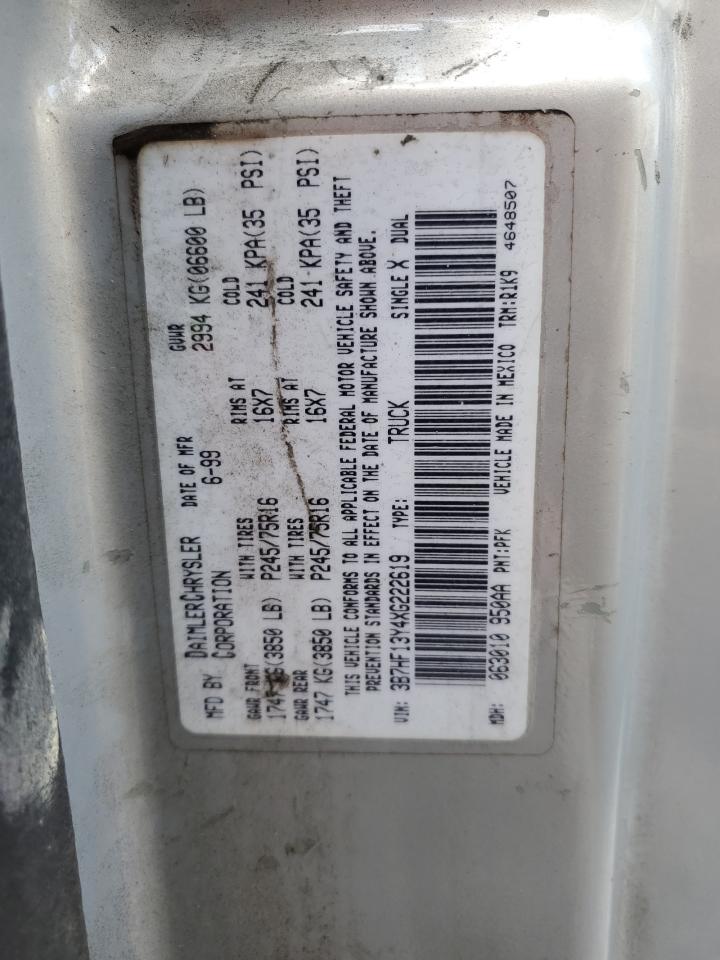 MFD BY DAIMLERCHRYSLER CORPORATION DATE OF MFR 6-99 GVWR 2994 KG(06600 LB)
GAWR FRONT WITH TIRES RIMS AT COLD
1747 KG(3850 LB) P245/75R16 16X7 241 KPA(35 PSI)
GAWR REAR WITH TIRES RIMS AT COLD
1747 KG(3850 LB) P245/75R16 16X7 241 KPA(35 PSI)
THIS VEHICLE CONFORMS TO ALL APPLICABLE FEDERAL MOTOR VEHICLE SAFETY AND THEFT
PREVENTION STANDARDS IN EFFECT ON THE DATE OF MANUFACTURE SHOWN ABOVE.
VIN: 3B7HF13Y4XG222619 TYPE: TRUCK SINGLE X DUAL
MDH: 063010 950AA PNT:PFK VEHICLE MADE IN MEXICO TRM:R1K9 4648507